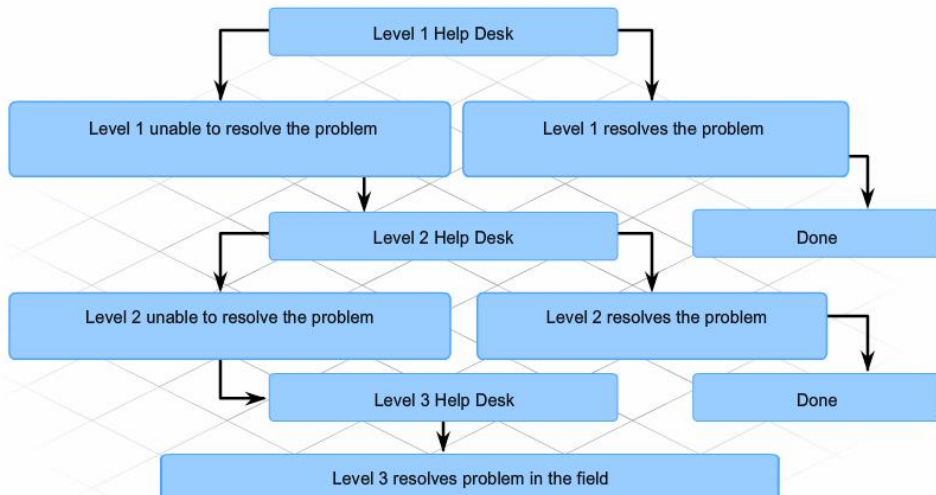 Level 1 Help Desk
Level 1 unable to resolve the problem
Level 1 resolves the problem
Done
Level 2 Help Desk
Level 2 unable to resolve the problem
Level 2 resolves the problem
Done
Level 3 Help Desk
Level 3 resolves problem in the field